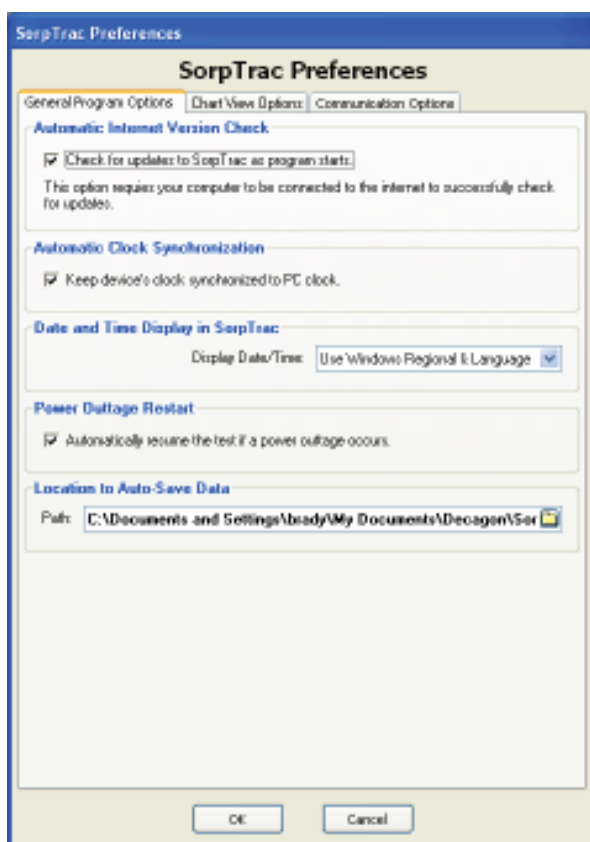 SorpTrac Preferences
SorpTrac Preferences
General Program Options Chart View Options Communication Options
Automatic Internet Version Check
Check for updates to SorpTrac as program starts.
This option requies your computer to be connected to the internet to successfully check
for updates.
Automatic Clock Synchronization
Keep device's clock synchronized to PC clock.
Date and Time Display in SorpTrac
Display Date/Time: Use Windows Regional & Language
Power Outtage Restart
Automatically resume the test if a power outtage occurs.
Location to Auto-Save Data
Path: C:\Documents and Settings\brady\My Documents\Decagon\Sor
OK Cancel